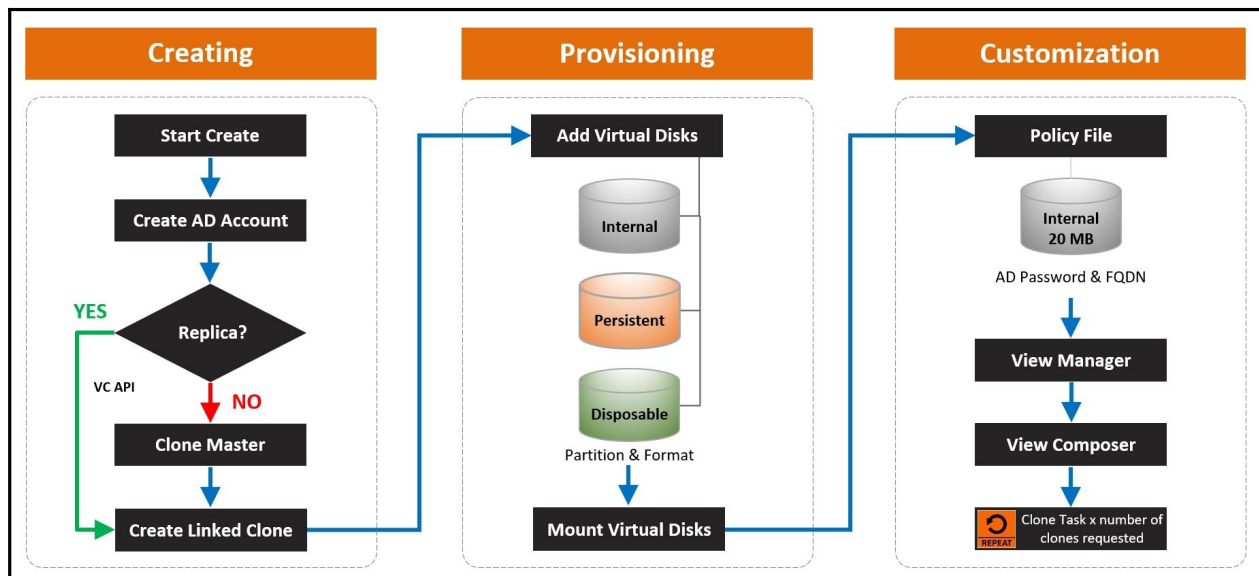 Creating
Start Create
Create AD Account
YES
Replica?
VC API
NO
Clone Master
Create Linked Clone
Provisioning
Add Virtual Disks
Internal
Persistent
Disposable
Partition & Format
Mount Virtual Disks
Customization
Policy File
Internal
20 MB
AD Password & FQDN
View Manager
View Composer
REPEAT
Clone Task x number of
clones requested